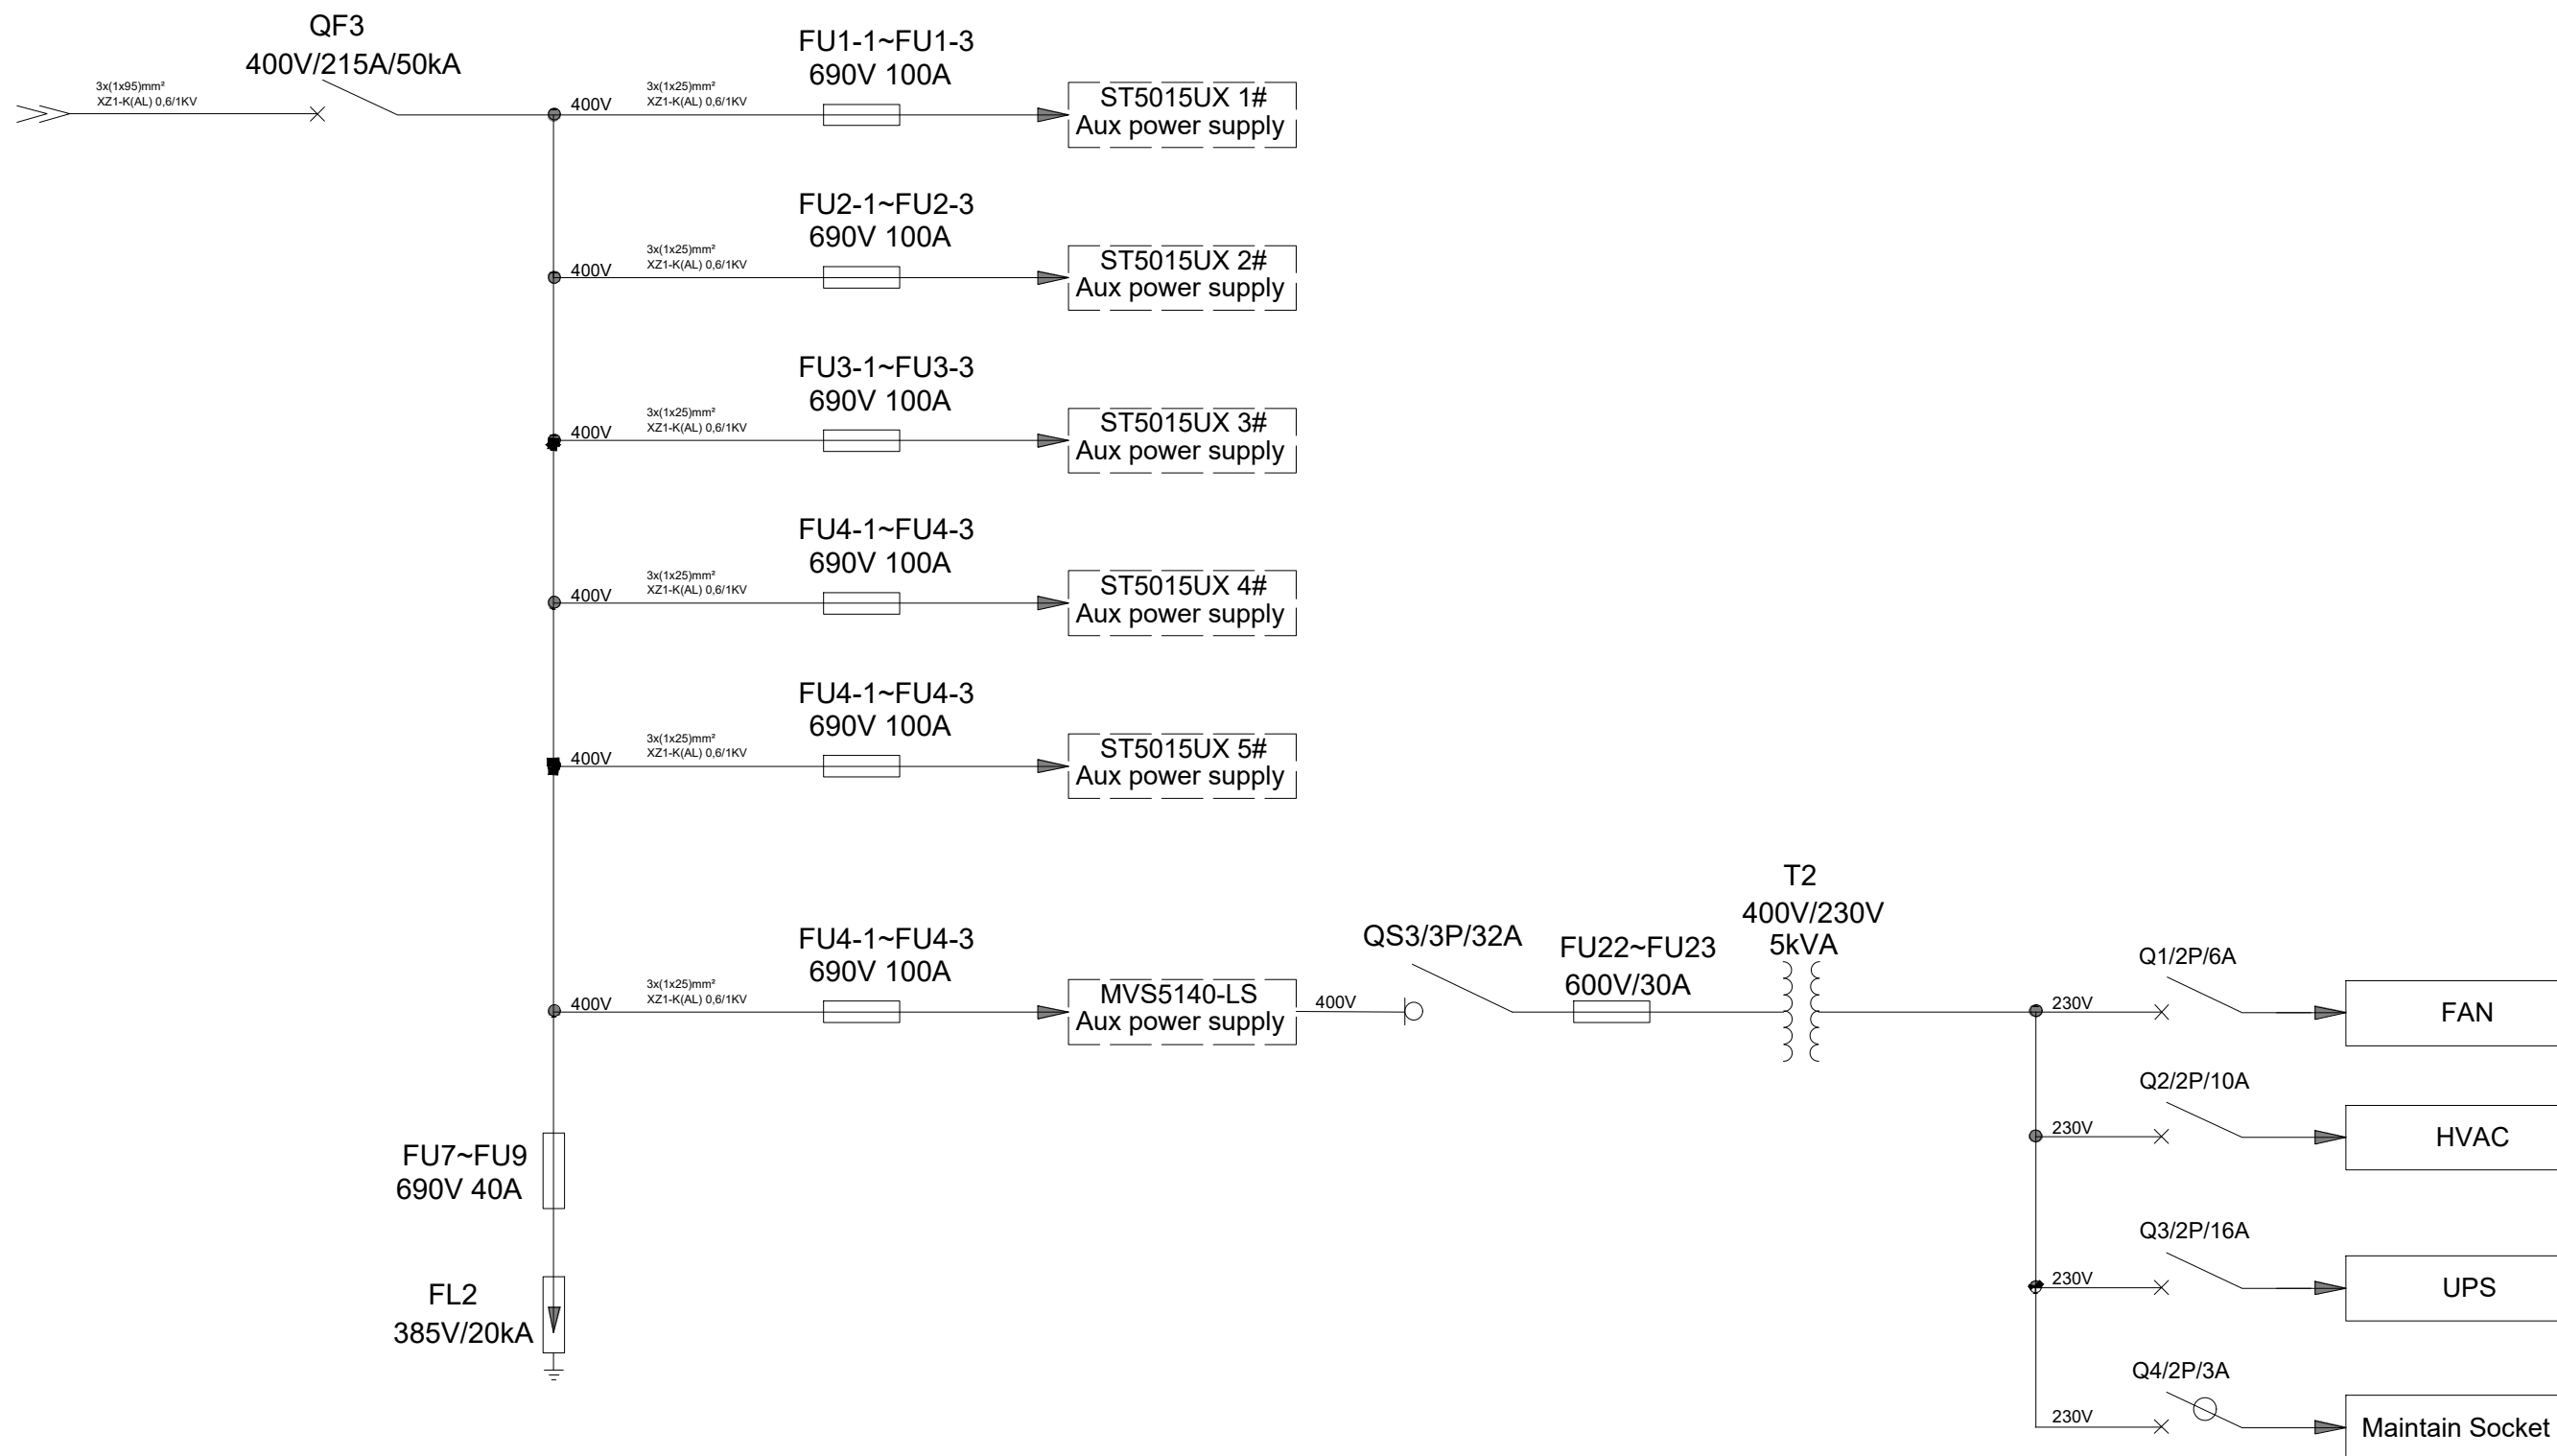 QF3
400V/215A/50kA
3x(1x95)mm²
XZ1-K(AL) 0,6/1KV
FU1-1~FU1-3
690V 100A
400V
3x(1x25)mm²
XZ1-K(AL) 0,6/1KV
ST5015UX 1#
Aux power supply
FU2-1~FU2-3
690V 100A
400V
3x(1x25)mm²
XZ1-K(AL) 0,6/1KV
ST5015UX 2#
Aux power supply
FU3-1~FU3-3
690V 100A
400V
3x(1x25)mm²
XZ1-K(AL) 0,6/1KV
ST5015UX 3#
Aux power supply
FU4-1~FU4-3
690V 100A
400V
3x(1x25)mm²
XZ1-K(AL) 0,6/1KV
ST5015UX 4#
Aux power supply
FU4-1~FU4-3
690V 100A
400V
3x(1x25)mm²
XZ1-K(AL) 0,6/1KV
ST5015UX 5#
Aux power supply
FU4-1~FU4-3
690V 100A
400V
3x(1x25)mm²
XZ1-K(AL) 0,6/1KV
MVS5140-LS
Aux power supply
400V
QS3/3P/32A
FU22~FU23
600V/30A
T2
400V/230V
5kVA
230V
Q1/2P/6A
FAN
230V
Q2/2P/10A
HVAC
230V
Q3/2P/16A
UPS
230V
Q4/2P/3A
Maintain Socket
FU7~FU9
690V 40A
FL2
385V/20kA